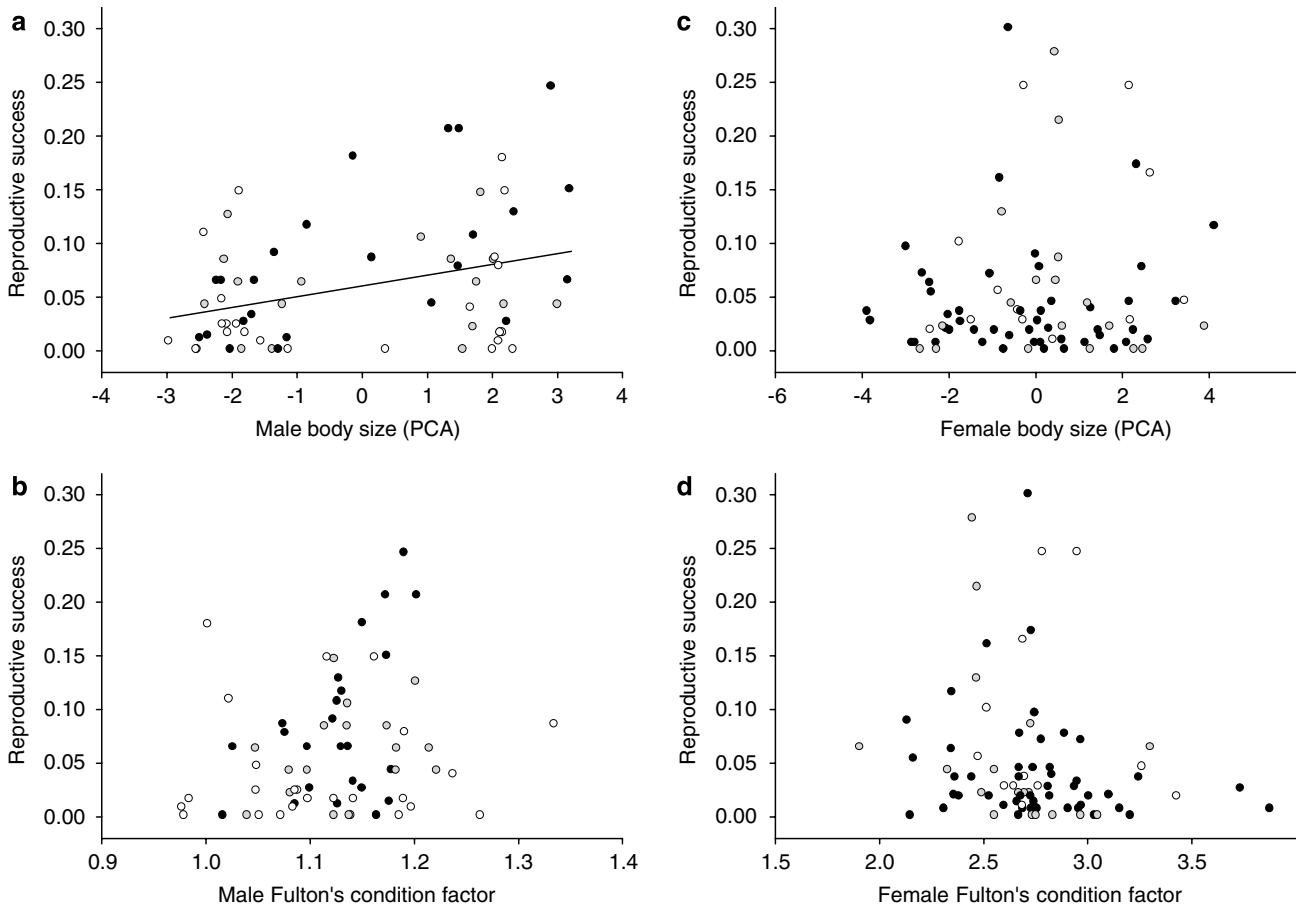 a
Reproductive success
0.30
0.25
0.20
0.15
0.10
0.05
0.00
-4 -3 -2 -1 0 1 2 3 4
Male body size (PCA)
c
Reproductive success
0.30
0.25
0.20
0.15
0.10
0.05
0.00
-6 -4 -2 0 2 4
Female body size (PCA)
b
Reproductive success
0.30
0.25
0.20
0.15
0.10
0.05
0.00
0.9 1.0 1.1 1.2 1.3 1.4
Male Fulton's condition factor
d
Reproductive success
0.30
0.25
0.20
0.15
0.10
0.05
0.00
1.5 2.0 2.5 3.0 3.5
Female Fulton's condition factor